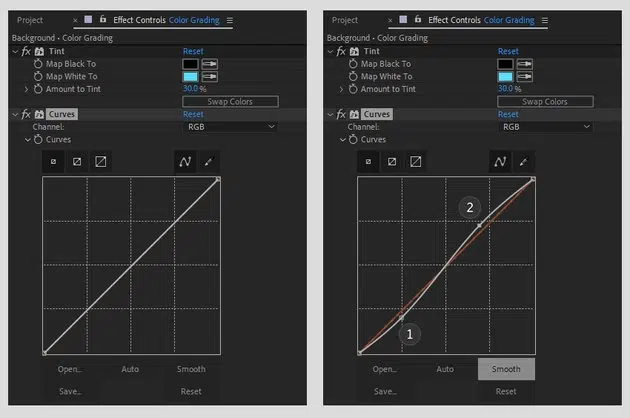 Project
× Effect Controls Color Grading ≡
Background • Color Grading
fx Tint Reset
Map Black To
Map White To
Amount to Tint 30.0 %
Swap Colors
fx Curves Reset
Channel: RGB
Curves
Open... Auto Smooth
Save... Reset
Project
× Effect Controls Color Grading ≡
Background • Color Grading
fx Tint Reset
Map Black To
Map White To
Amount to Tint 30.0 %
Swap Colors
fx Curves Reset
Channel: RGB
Curves
2
1
Open... Auto Smooth
Save... Reset